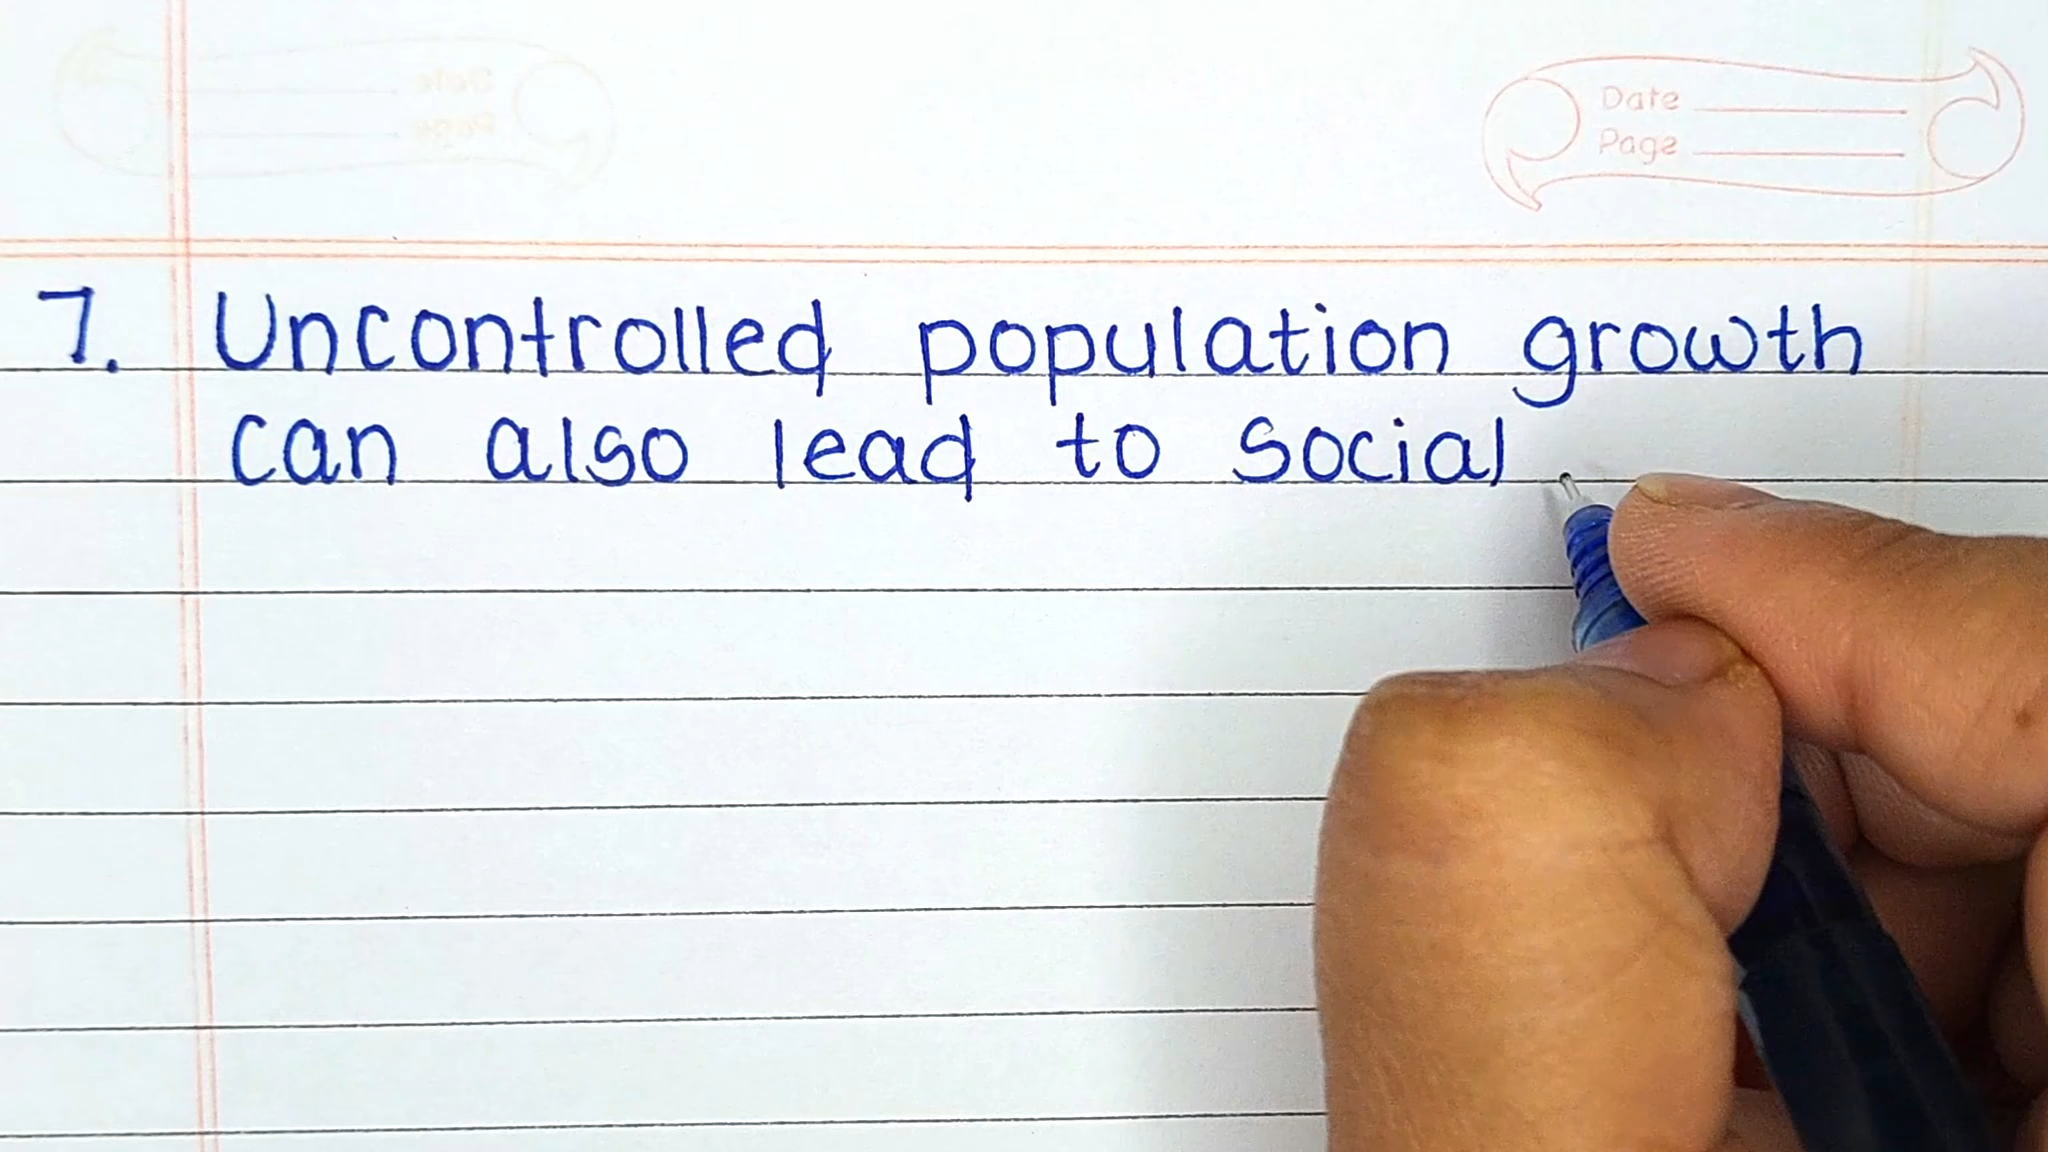 Date
Page
7. Uncontrolled population growth
can also lead to social